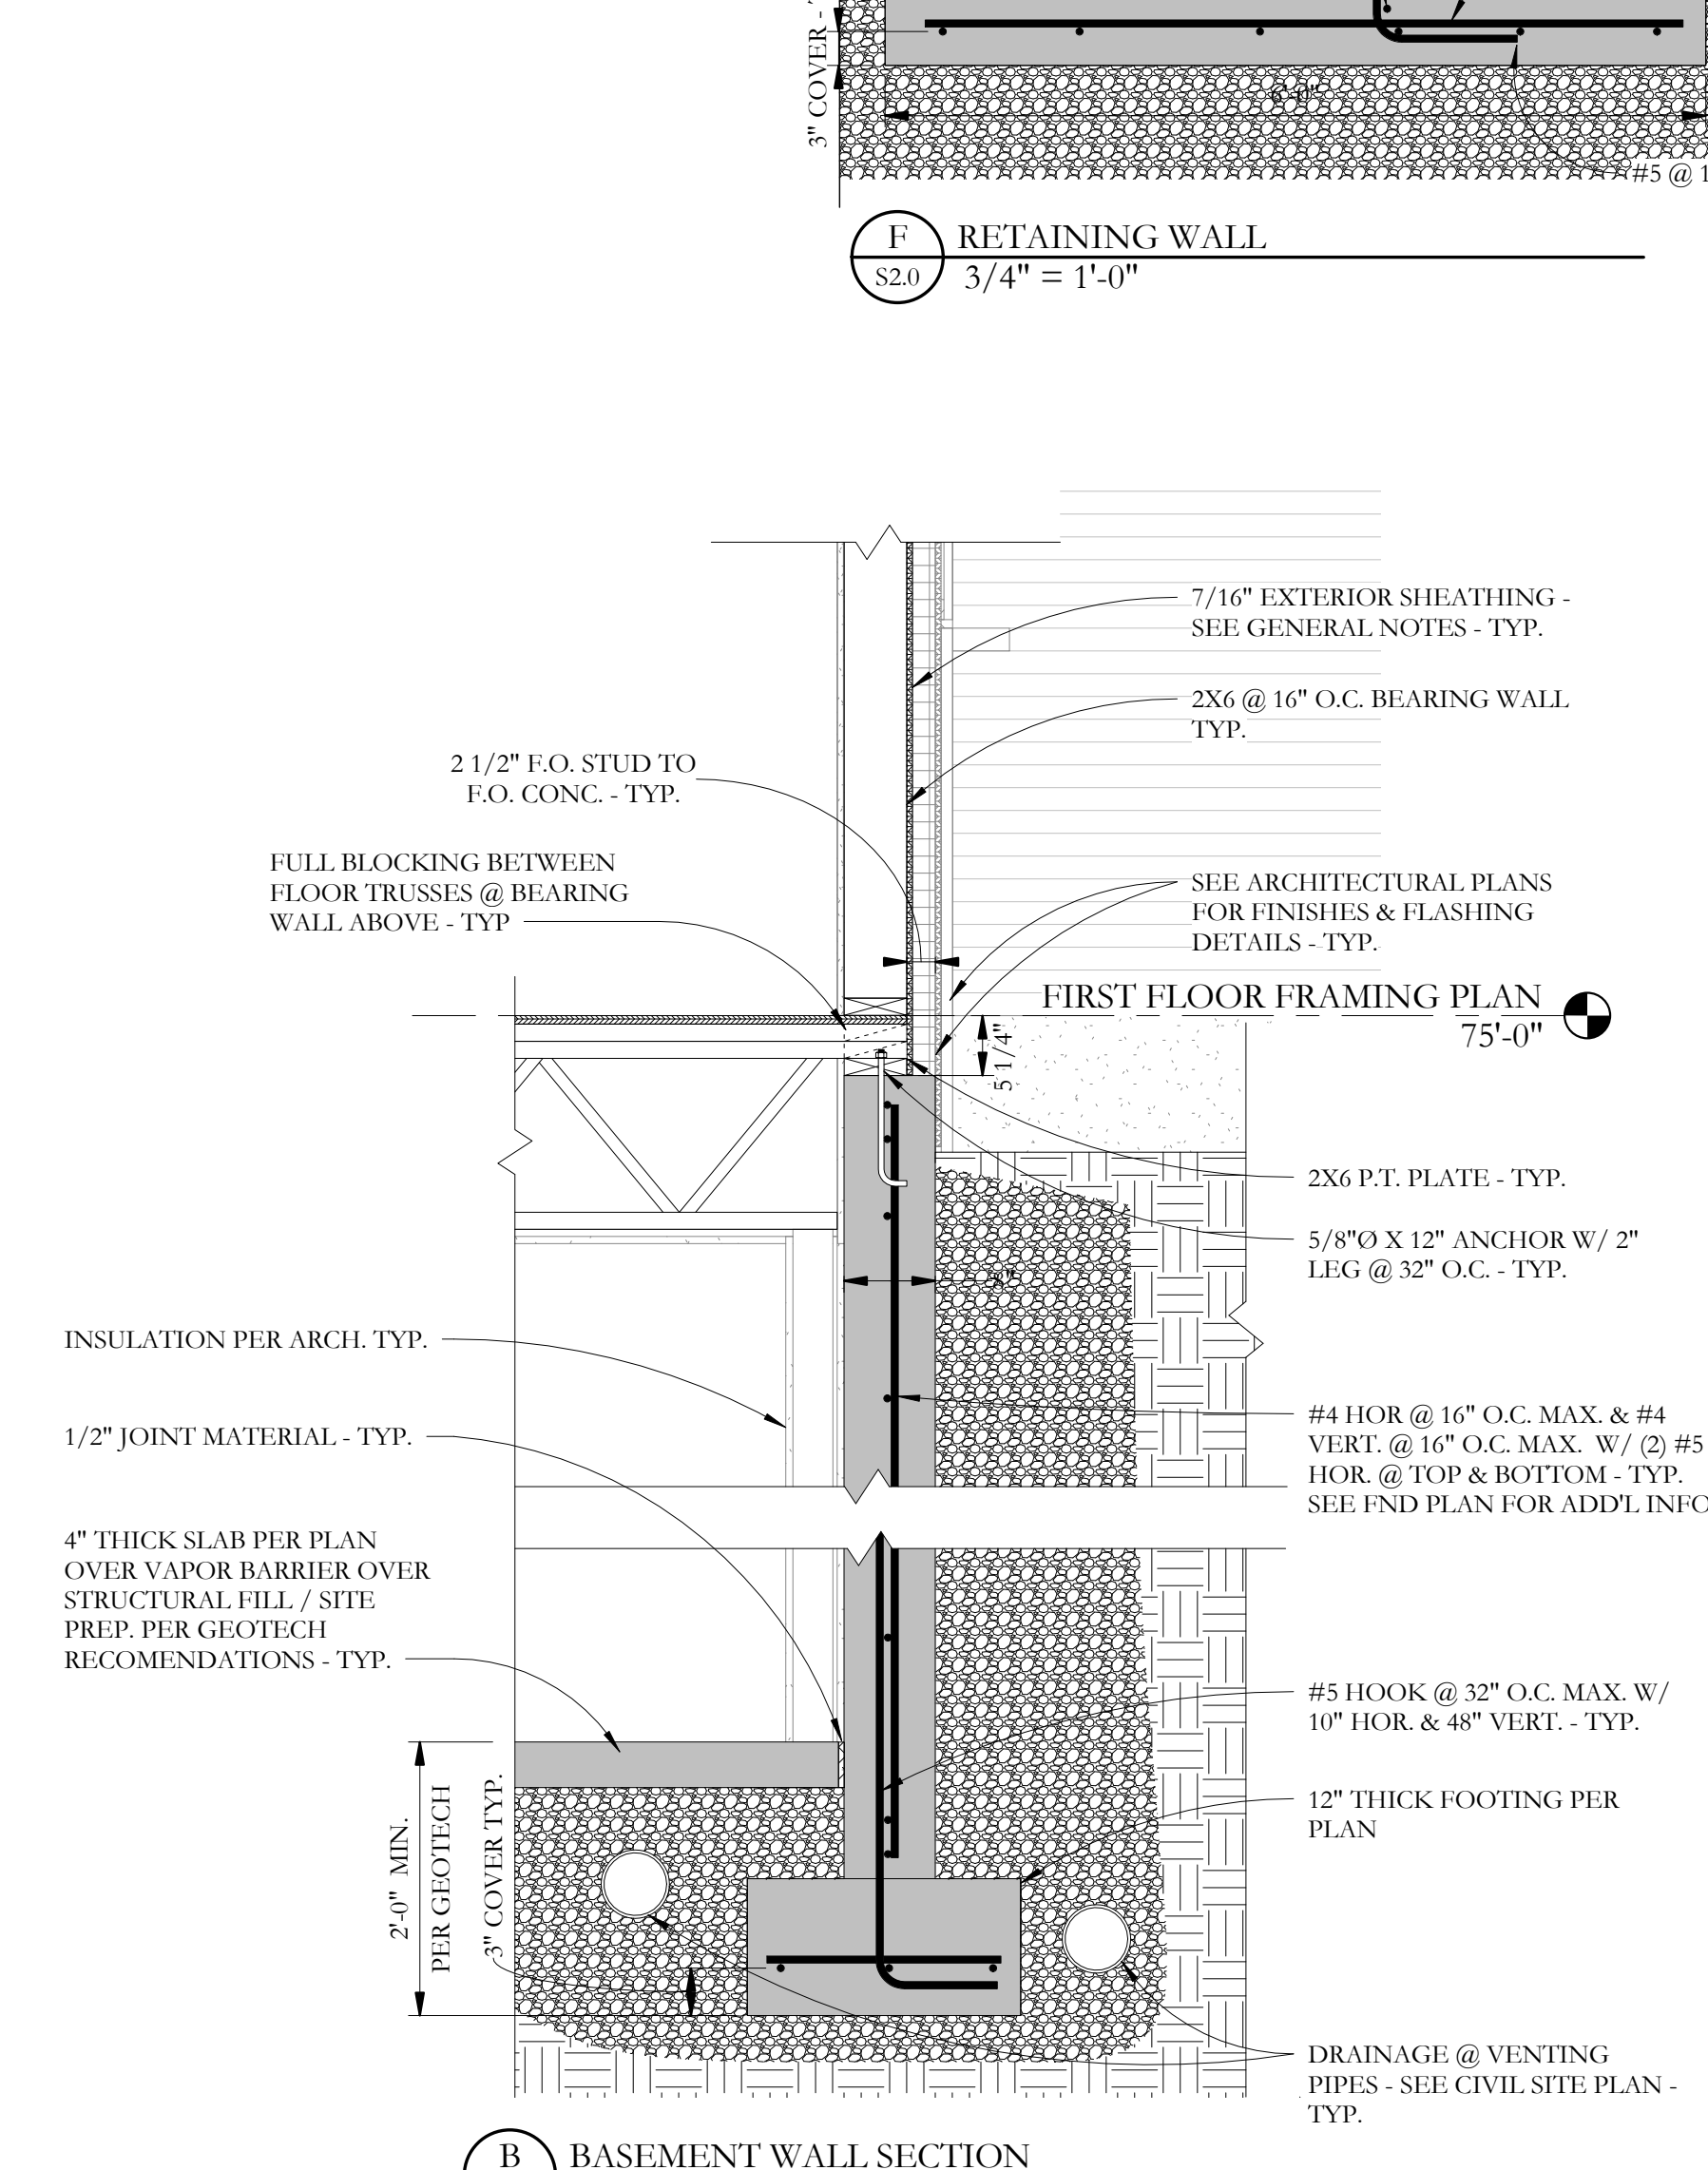 3" COVER -
6'-0"
#5 @ 1
F
S2.0
RETAINING WALL
3/4" = 1'-0"
7/16" EXTERIOR SHEATHING -
SEE GENERAL NOTES - TYP.
2X6 @ 16" O.C. BEARING WALL
TYP.
2 1/2" F.O. STUD TO
F.O. CONC. - TYP.
FULL BLOCKING BETWEEN
FLOOR TRUSSES @ BEARING
WALL ABOVE - TYP
SEE ARCHITECTURAL PLANS
FOR FINISHES & FLASHING
DETAILS - TYP.
FIRST FLOOR FRAMING PLAN
75'-0"
5 1/4"
2X6 P.T. PLATE - TYP.
5/8"Ø X 12" ANCHOR W/ 2"
LEG @ 32" O.C. - TYP.
8"
INSULATION PER ARCH. TYP.
1/2" JOINT MATERIAL - TYP.
#4 HOR @ 16" O.C. MAX. & #4
VERT. @ 16" O.C. MAX. W/ (2) #5
HOR. @ TOP & BOTTOM - TYP.
SEE FND PLAN FOR ADD'L INFO
4" THICK SLAB PER PLAN
OVER VAPOR BARRIER OVER
STRUCTURAL FILL / SITE
PREP. PER GEOTECH
RECOMENDATIONS - TYP.
#5 HOOK @ 32" O.C. MAX. W/
10" HOR. & 48" VERT. - TYP.
12" THICK FOOTING PER
PLAN
2'-0" MIN.
PER GEOTECH
3" COVER TYP.
DRAINAGE @ VENTING
PIPES - SEE CIVIL SITE PLAN -
TYP.
B
BASEMENT WALL SECTION